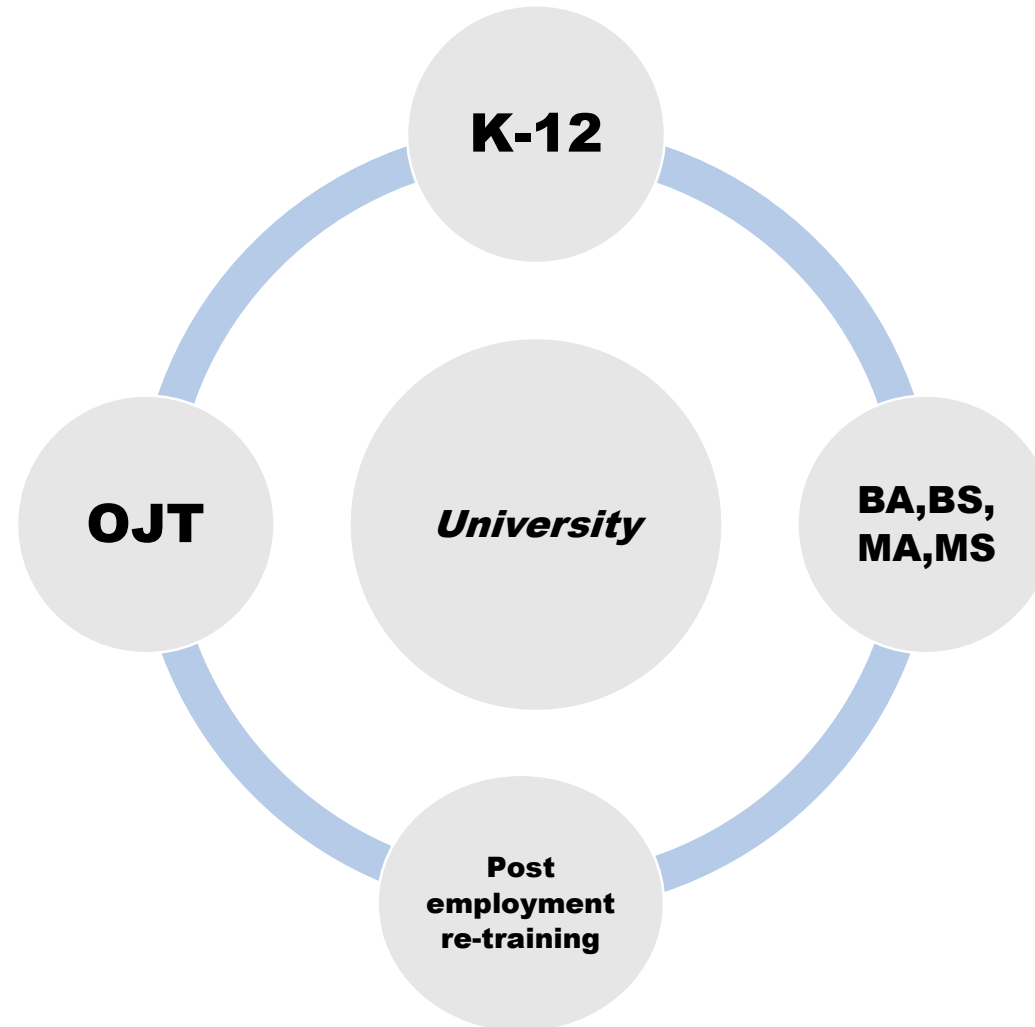 K-12
OJT
University
BA,BS,
MA,MS
Post
employment
re-training